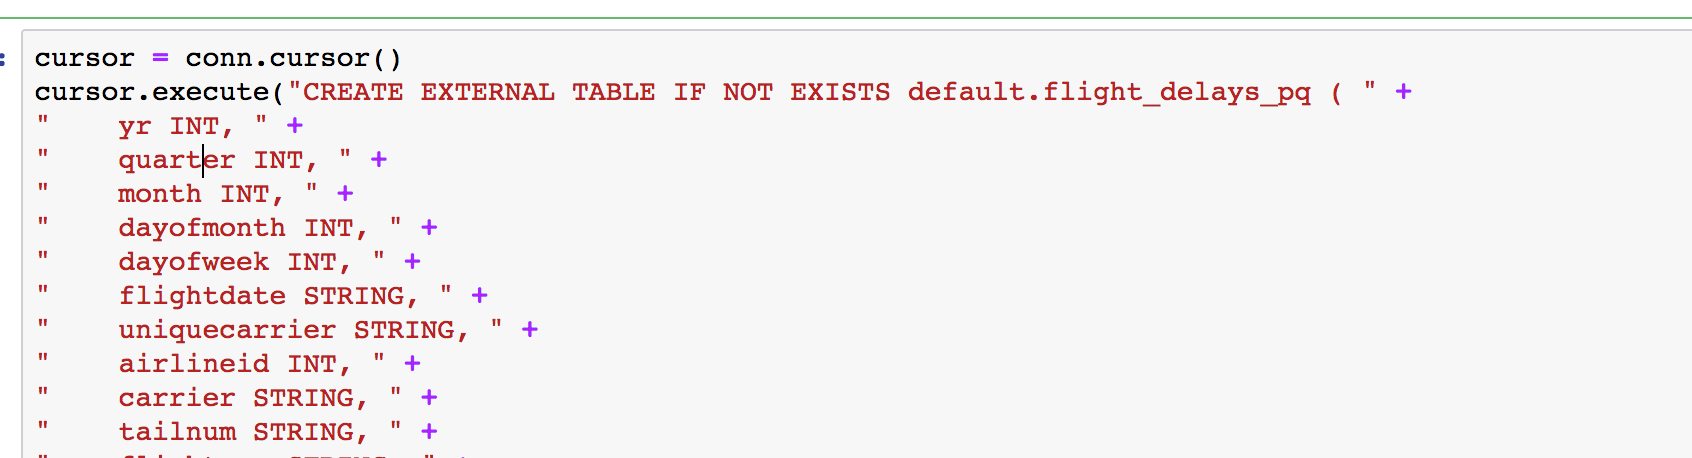 cursor = conn.cursor()
cursor.execute("CREATE EXTERNAL TABLE IF NOT EXISTS default.flight_delays_pq ( " +
"    yr INT, " +
"    quarter INT, " +
"    month INT, " +
"    dayofmonth INT, " +
"    dayofweek INT, " +
"    flightdate STRING, " +
"    uniquecarrier STRING, " +
"    airlineid INT, " +
"    carrier STRING, " +
"    tailnum STRING, " +